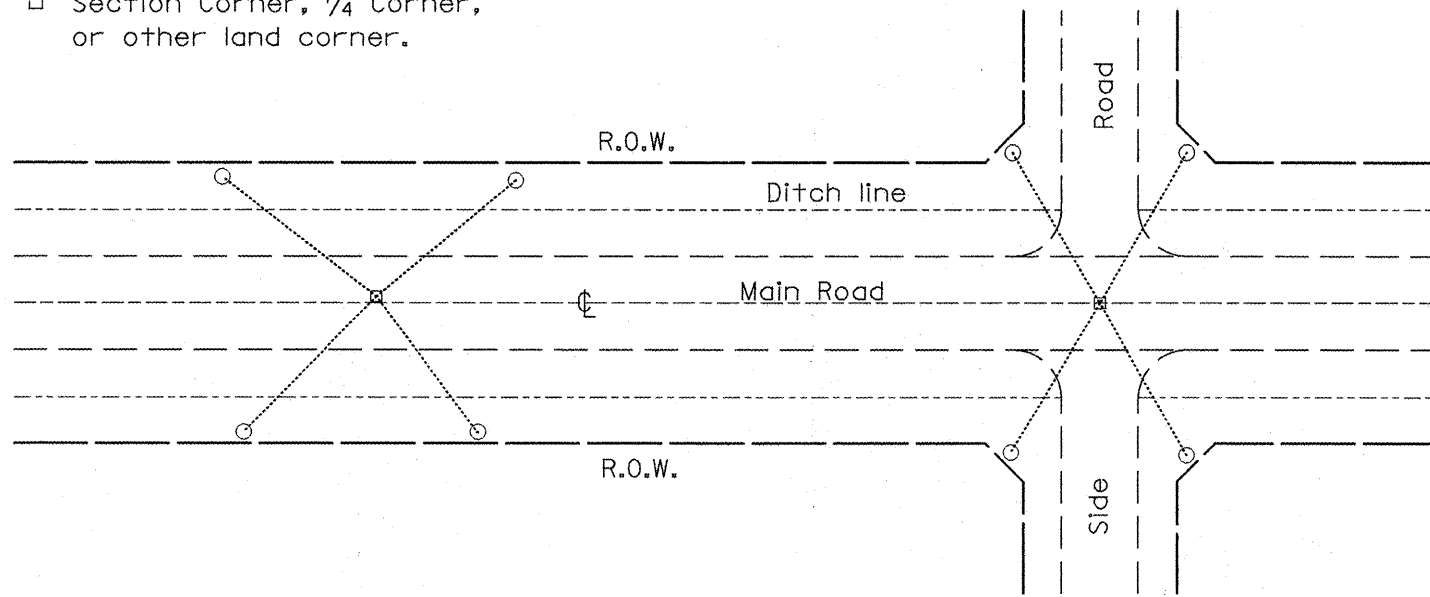 □ Section Corner, 1/4 Corner,
or other land corner.
Road
R.O.W.
Ditch line
Main Road
℄
R.O.W.
Side